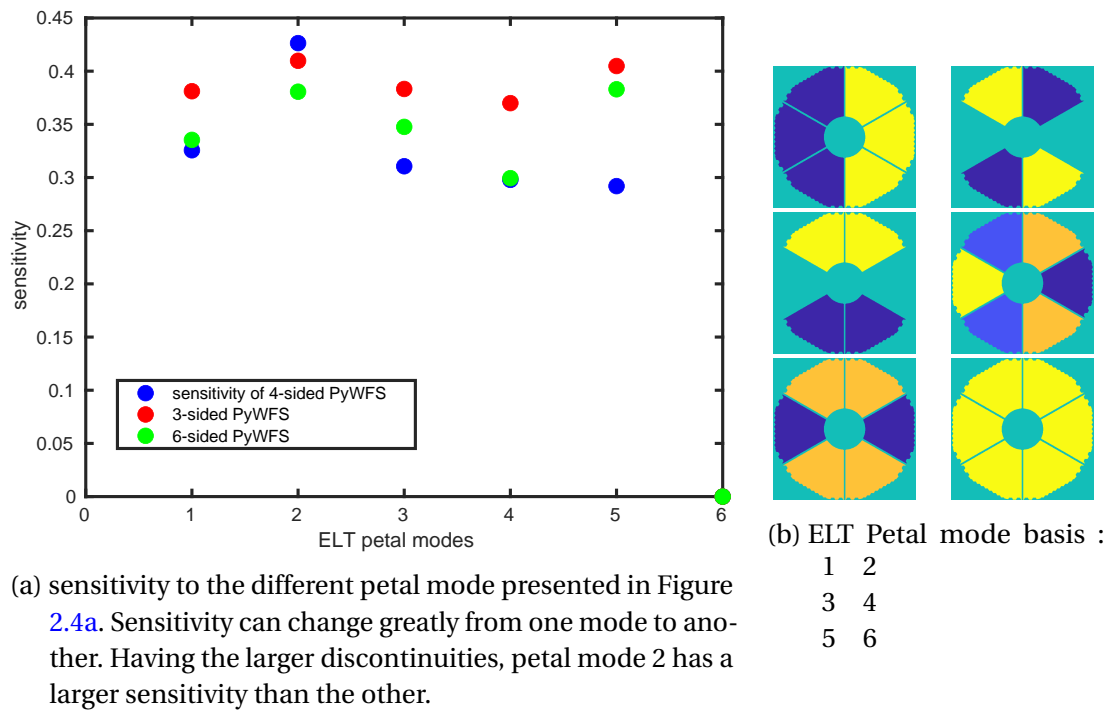 0.45
0.4
0.35
0.3
0.25
0.2
0.15
0.1
0.05
0
sensitivity
sensitivity of 4-sided PyWFS
3-sided PyWFS
6-sided PyWFS
0 1 2 3 4 5 6
ELT petal modes
(a) sensitivity to the different petal mode presented in Figure
2.4a. Sensitivity can change greatly from one mode to ano-
ther. Having the larger discontinuities, petal mode 2 has a
larger sensitivity than the other.
(b) ELT Petal mode basis :
1 2
3 4
5 6